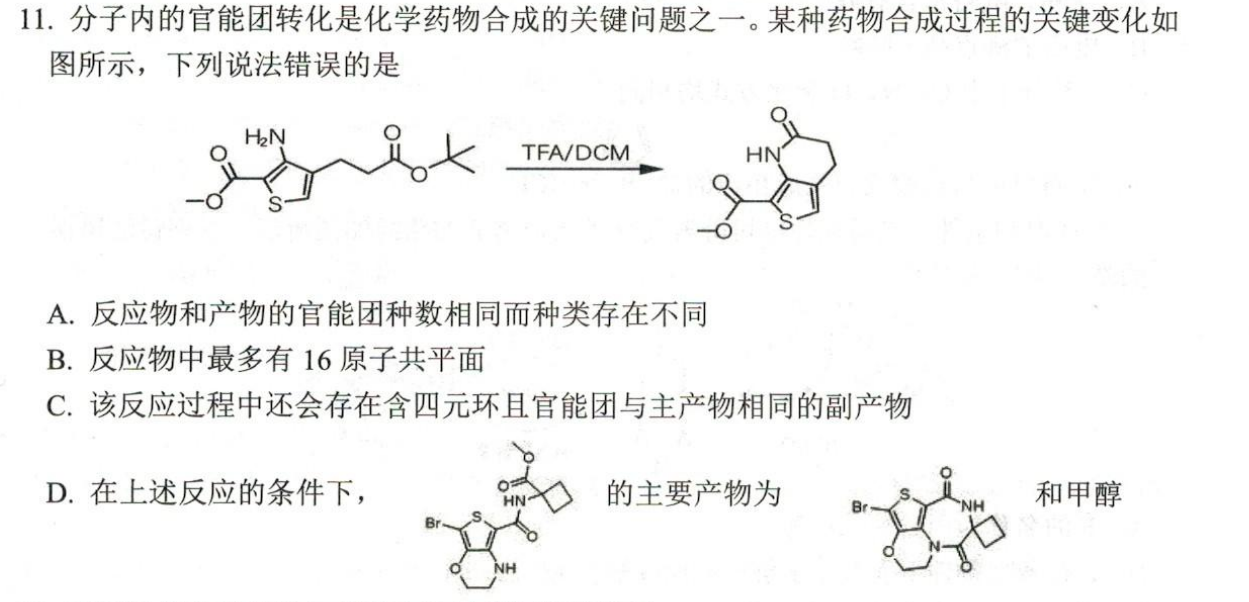 11. 分子内的官能团转化是化学药物合成的关键问题之一。某种药物合成过程的关键变化如
图所示，下列说法错误的是
H₂N O O O O S
TFA/DCM
O HN O O S
A. 反应物和产物的官能团种数相同而种类存在不同
B. 反应物中最多有 16 原子共平面
C. 该反应过程中还会存在含四元环且官能团与主产物相同的副产物
D. 在上述反应的条件下， O O HN Br S O O NH 的主要产物为 O Br S NH O N O 和甲醇